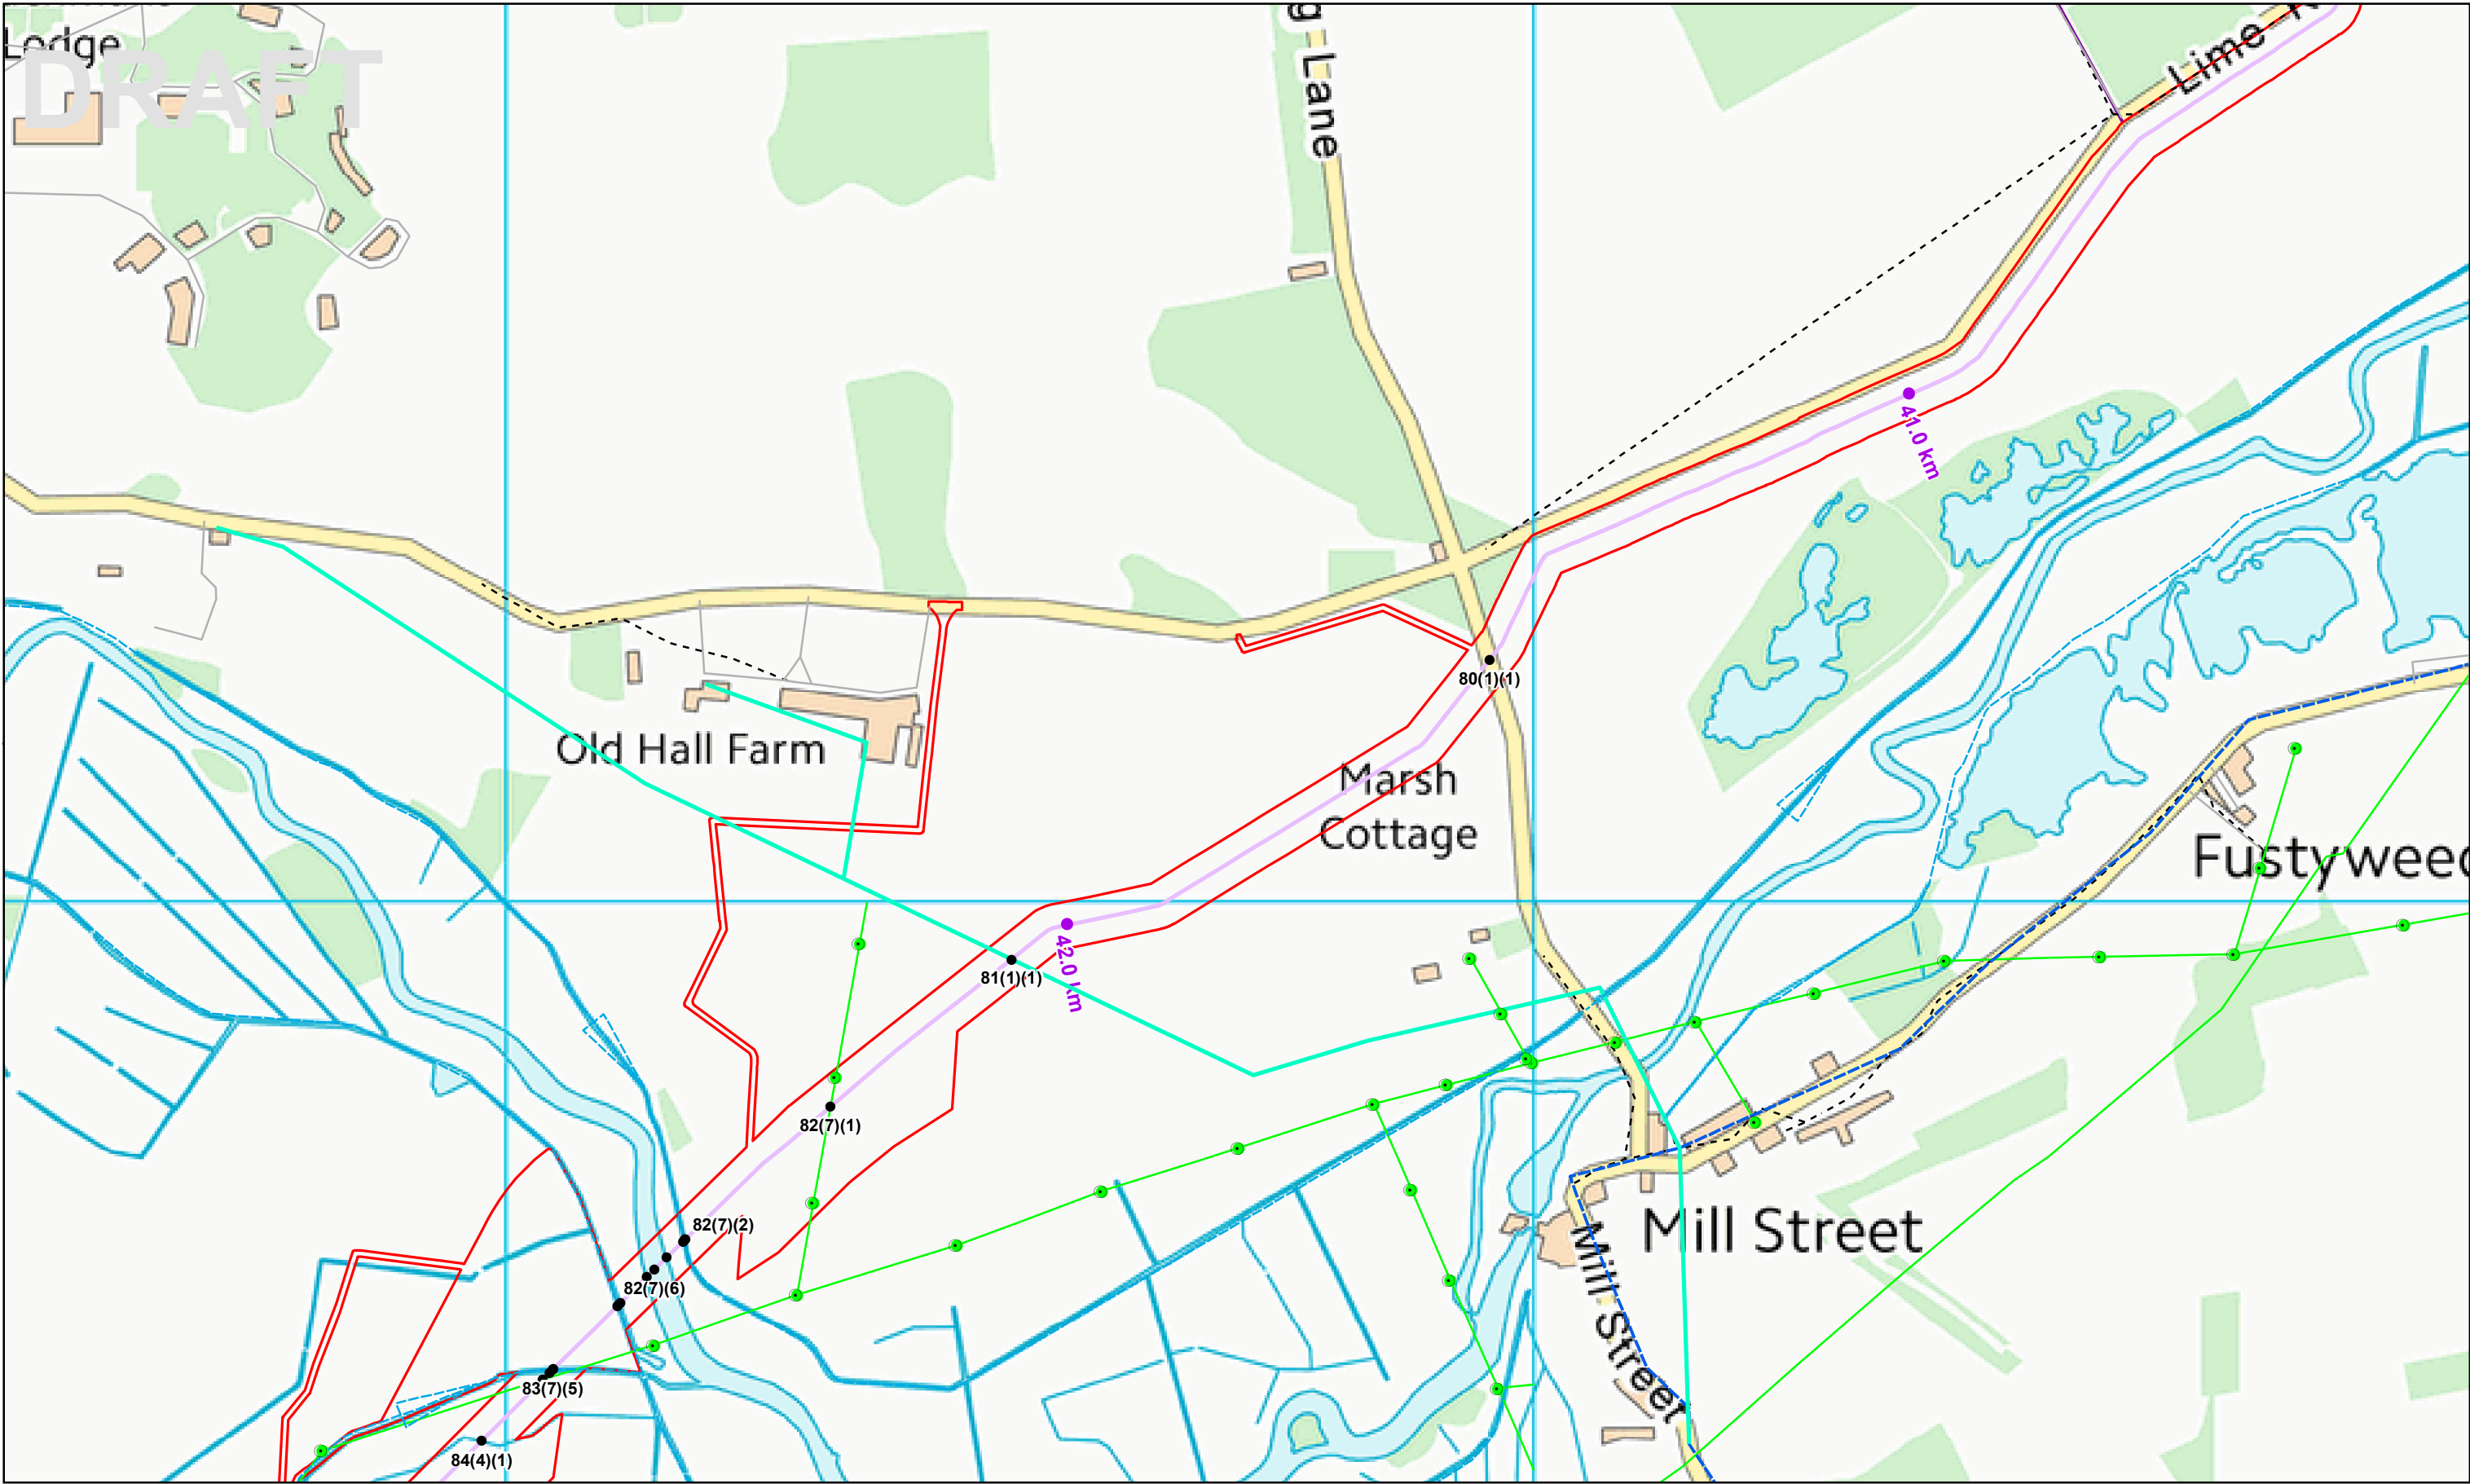 Lodge
DRAFT
g Lane
Lime
41.0 km
80(1)(1)
Old Hall Farm
Marsh
Cottage
Fustyweed
42.0 km
81(1)(1)
82(7)(1)
82(7)(2)
82(7)(6)
Mill Street
Mill Street
83(7)(5)
84(4)(1)